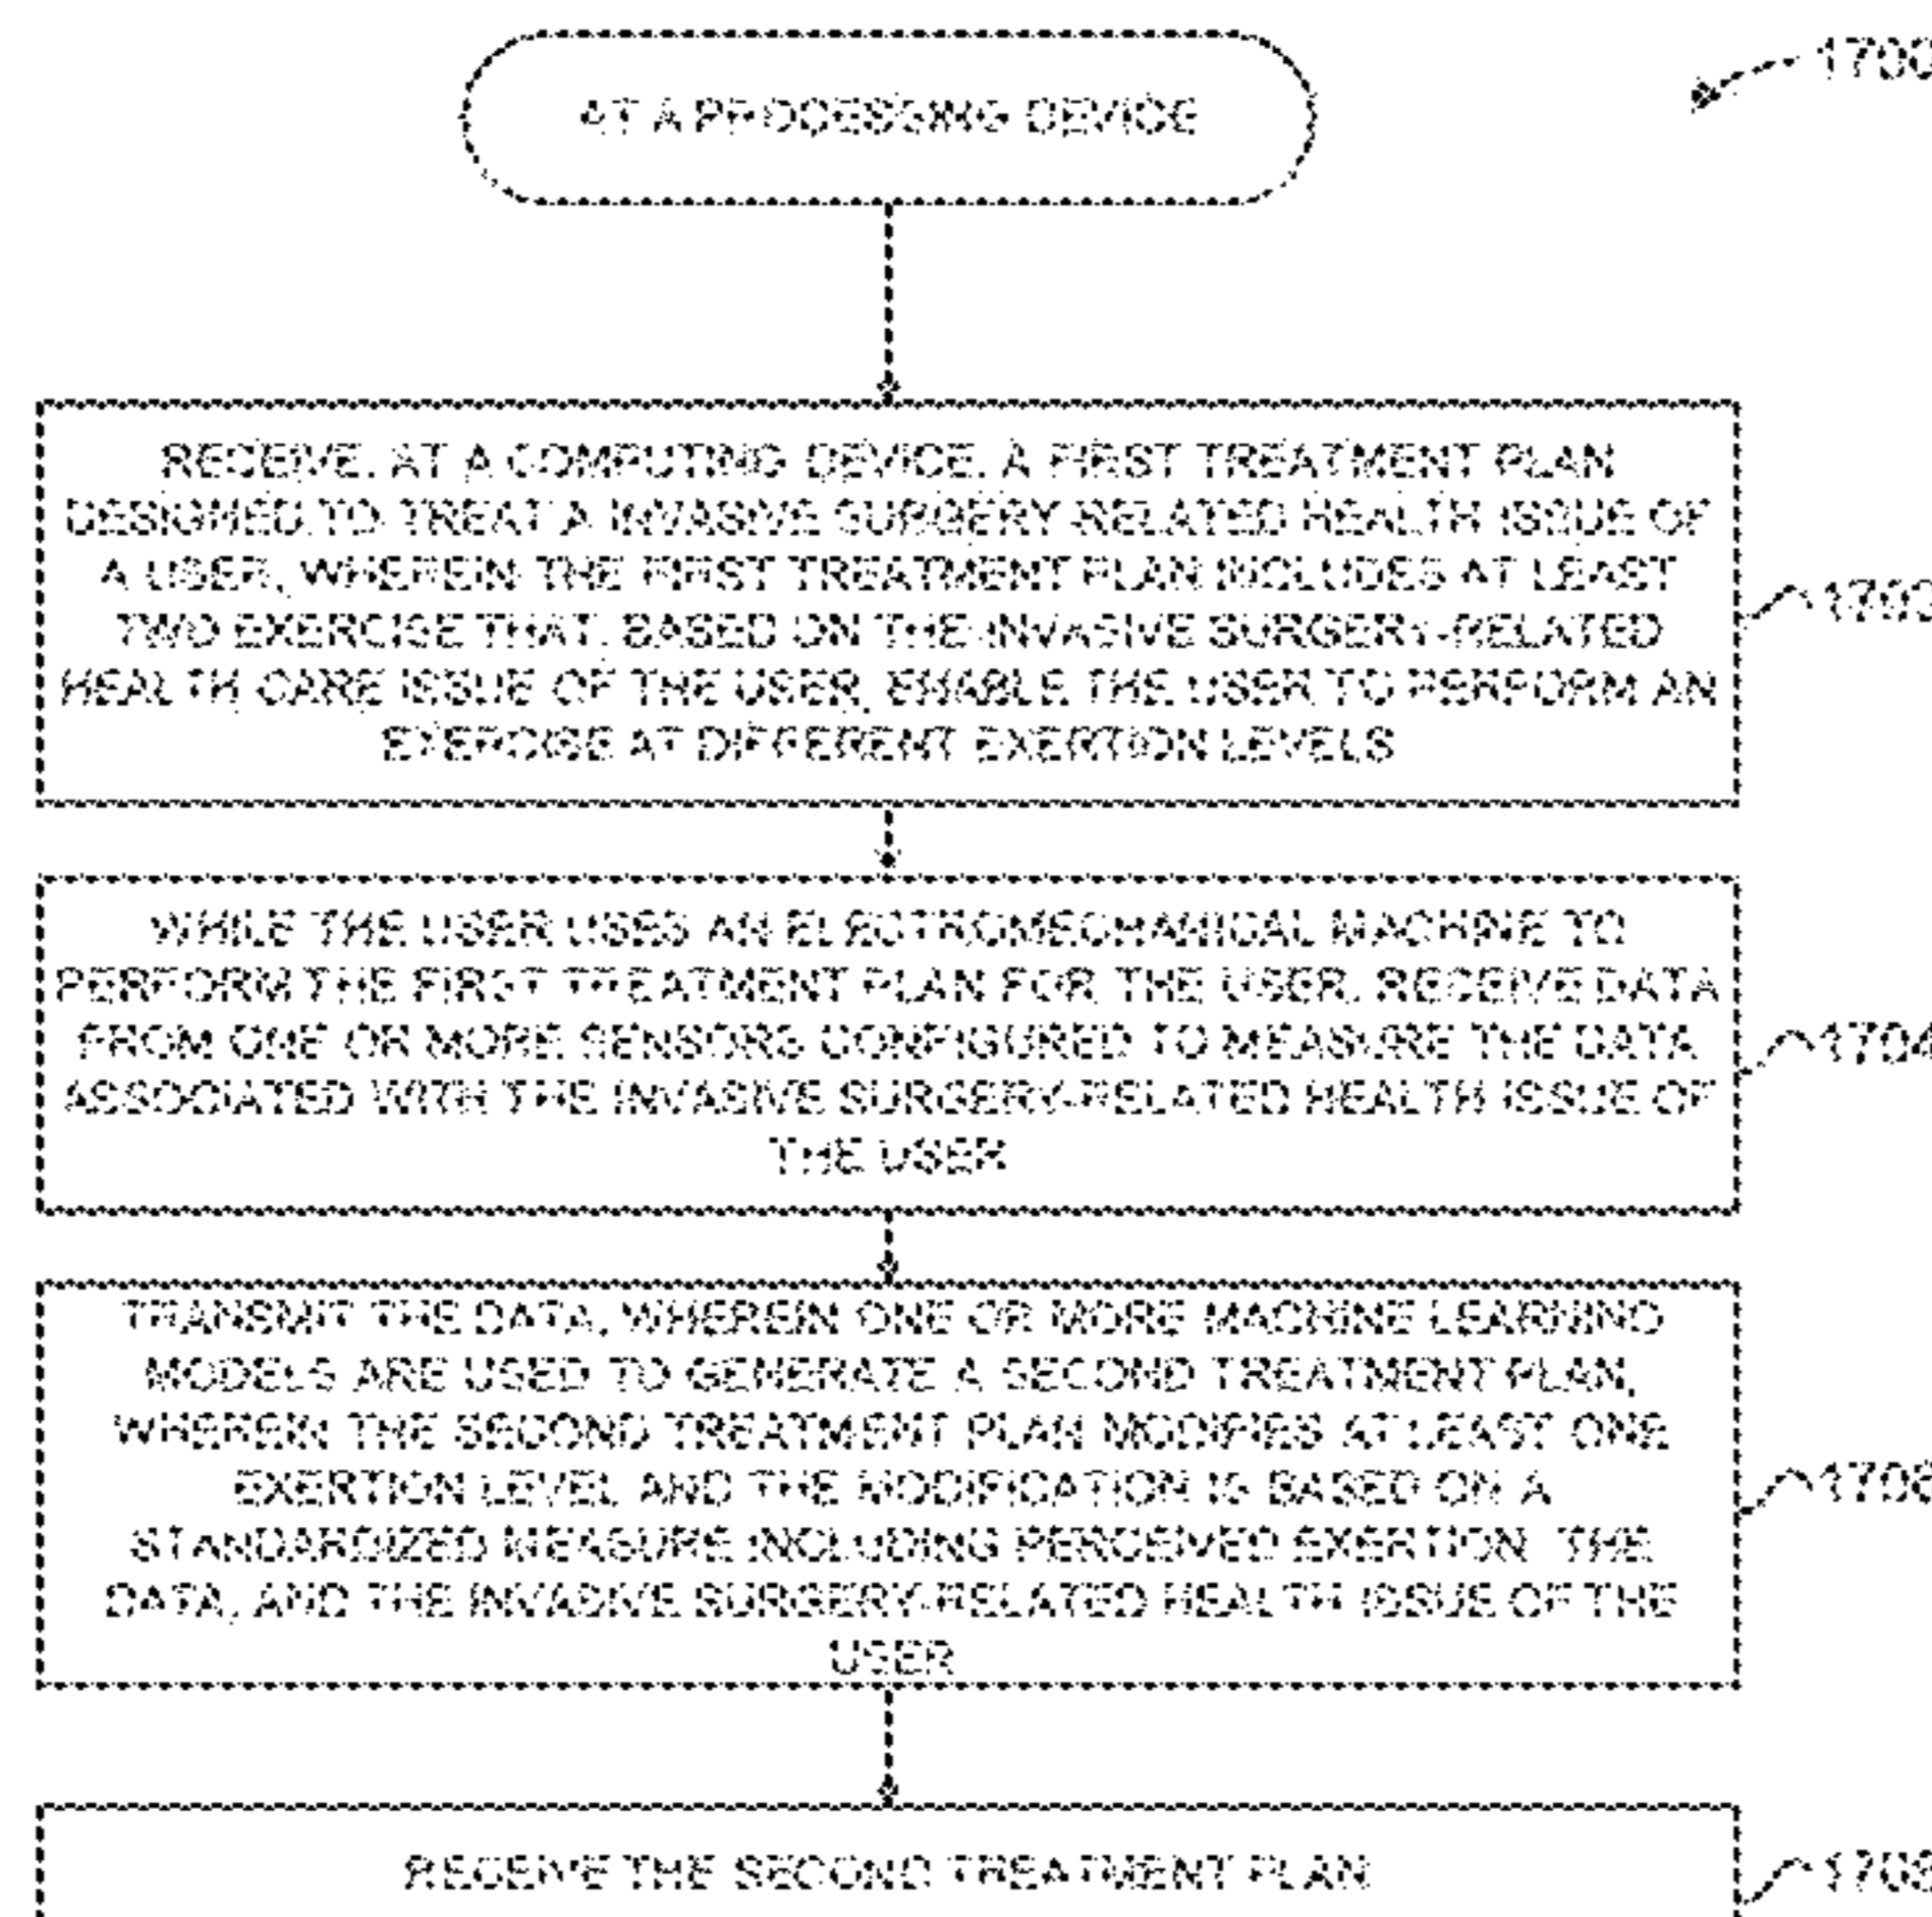 AT A PROCESSING DEVICE
1700
RECEIVE, AT A COMPUTING DEVICE, A FIRST TREATMENT PLAN
DESIGNED TO TREAT A INVASIVE SURGERY-RELATED HEALTH ISSUE OF
A USER, WHEREIN THE FIRST TREATMENT PLAN INCLUDES AT LEAST
TWO EXERCISE THAT, BASED ON THE INVASIVE SURGERY-RELATED
HEALTH CARE ISSUE OF THE USER, ENABLE THE USER TO PERFORM AN
EXERCISE AT DIFFERENT EXERTION LEVELS
WHILE THE USER USES AN ELECTROMECHANICAL MACHINE TO
PERFORM THE FIRST TREATMENT PLAN FOR THE USER, RECEIVE DATA
FROM ONE OR MORE SENSORS CONFIGURED TO MEASURE THE DATA
ASSOCIATED WITH THE INVASIVE SURGERY-RELATED HEALTH ISSUE OF
THE USER
1704
TRANSMIT THE DATA, WHEREIN ONE OR MORE MACHINE LEARNING
MODELS ARE USED TO GENERATE A SECOND TREATMENT PLAN,
WHEREIN THE SECOND TREATMENT PLAN MODIFIES AT LEAST ONE
EXERTION LEVEL AND THE MODIFICATION IS BASED ON A
STANDARDIZED MEASURE INCLUDING PERCEIVED EXERTION, THE
DATA, AND THE INVASIVE SURGERY-RELATED HEALTH ISSUE OF THE
USER
1706
RECEIVE THE SECOND TREATMENT PLAN
1708